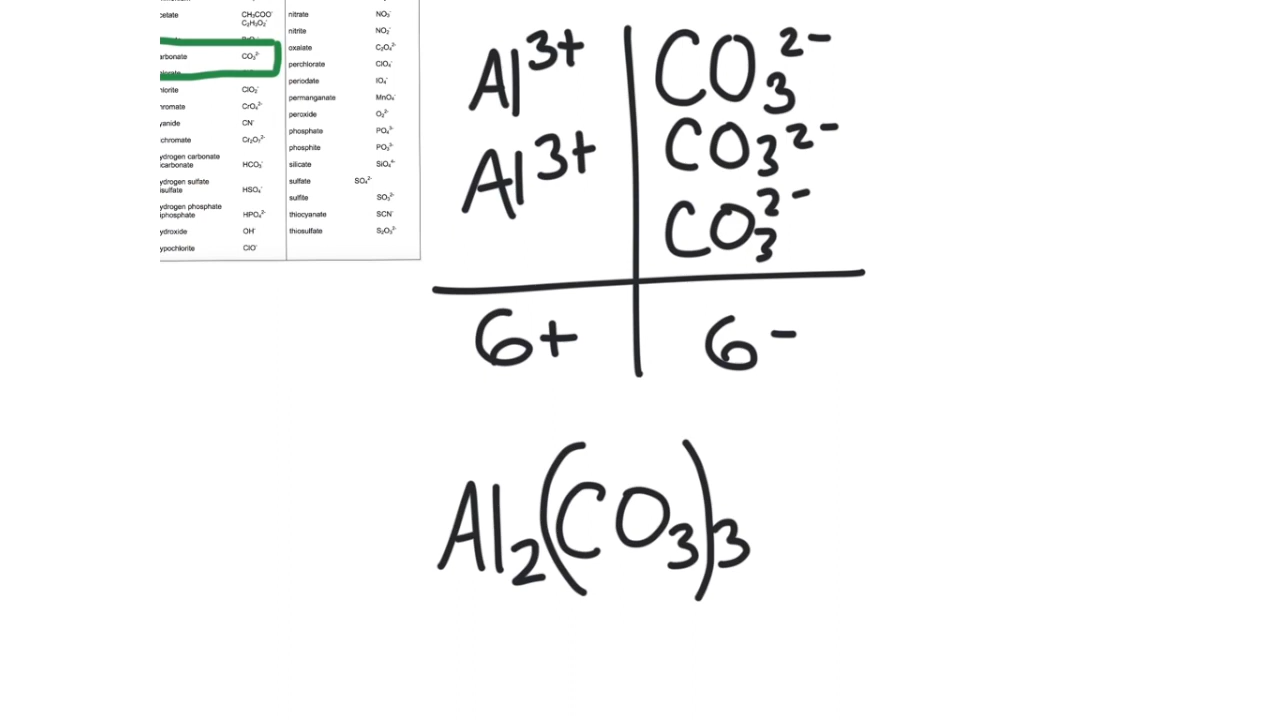 cetate CH₃COO⁻
C₂H₃O₂⁻
arbonate CO₃²⁻
hlorite ClO₂⁻
hromate CrO₄²⁻
yanide CN⁻
ichromate Cr₂O₇²⁻
ydrogen carbonate
icarbonate HCO₃⁻
ydrogen sulfate
isulfate HSO₄⁻
ydrogen phosphate
iphosphate HPO₄²⁻
ydroxide OH⁻
ypochlorite ClO⁻
nitrate NO₃⁻
nitrite NO₂⁻
oxalate C₂O₄²⁻
perchlorate ClO₄⁻
periodate IO₄⁻
permanganate MnO₄⁻
peroxide O₂²⁻
phosphate PO₄³⁻
phosphite PO₃³⁻
silicate SiO₄⁴⁻
sulfate SO₄²⁻
sulfite SO₃²⁻
thiocyanate SCN⁻
thiosulfate S₂O₃²⁻
Al³⁺ CO₃²⁻
Al³⁺ CO₃²⁻
CO₃²⁻
6+ 6-
Al₂(CO₃)₃